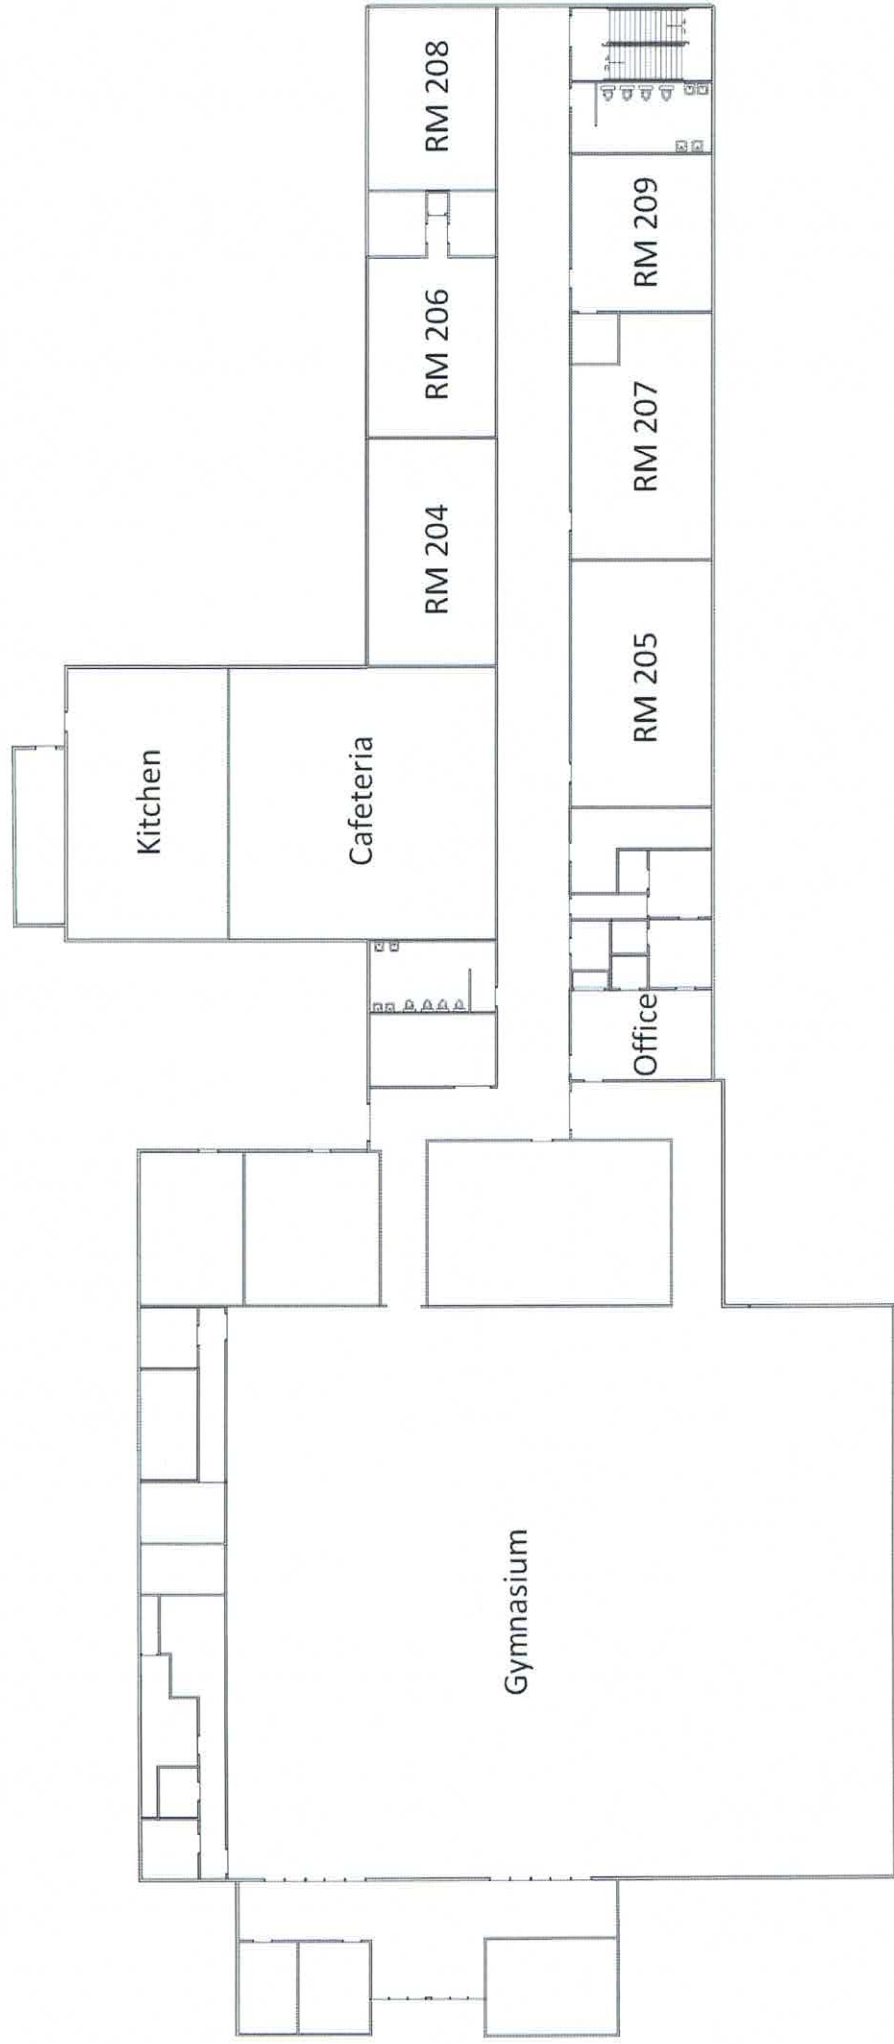 RM 208
RM 209
RM 206
RM 207
RM 204
RM 205
Kitchen
Cafeteria
Office
Gymnasium